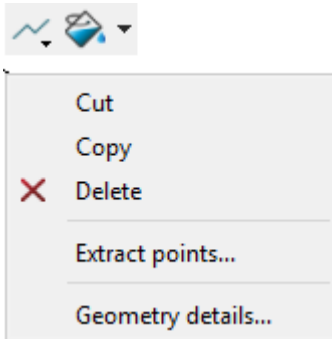 Cut
Copy
Delete
Extract points...
Geometry details...